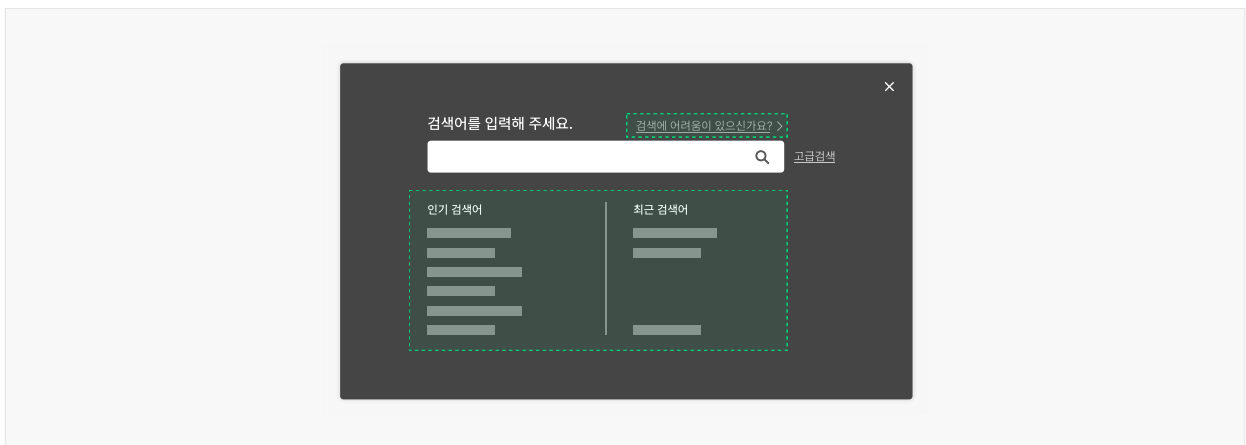 검색어를 입력해 주세요.
검색에 어려움이 있으신가요?
고급검색
인기 검색어
최근 검색어